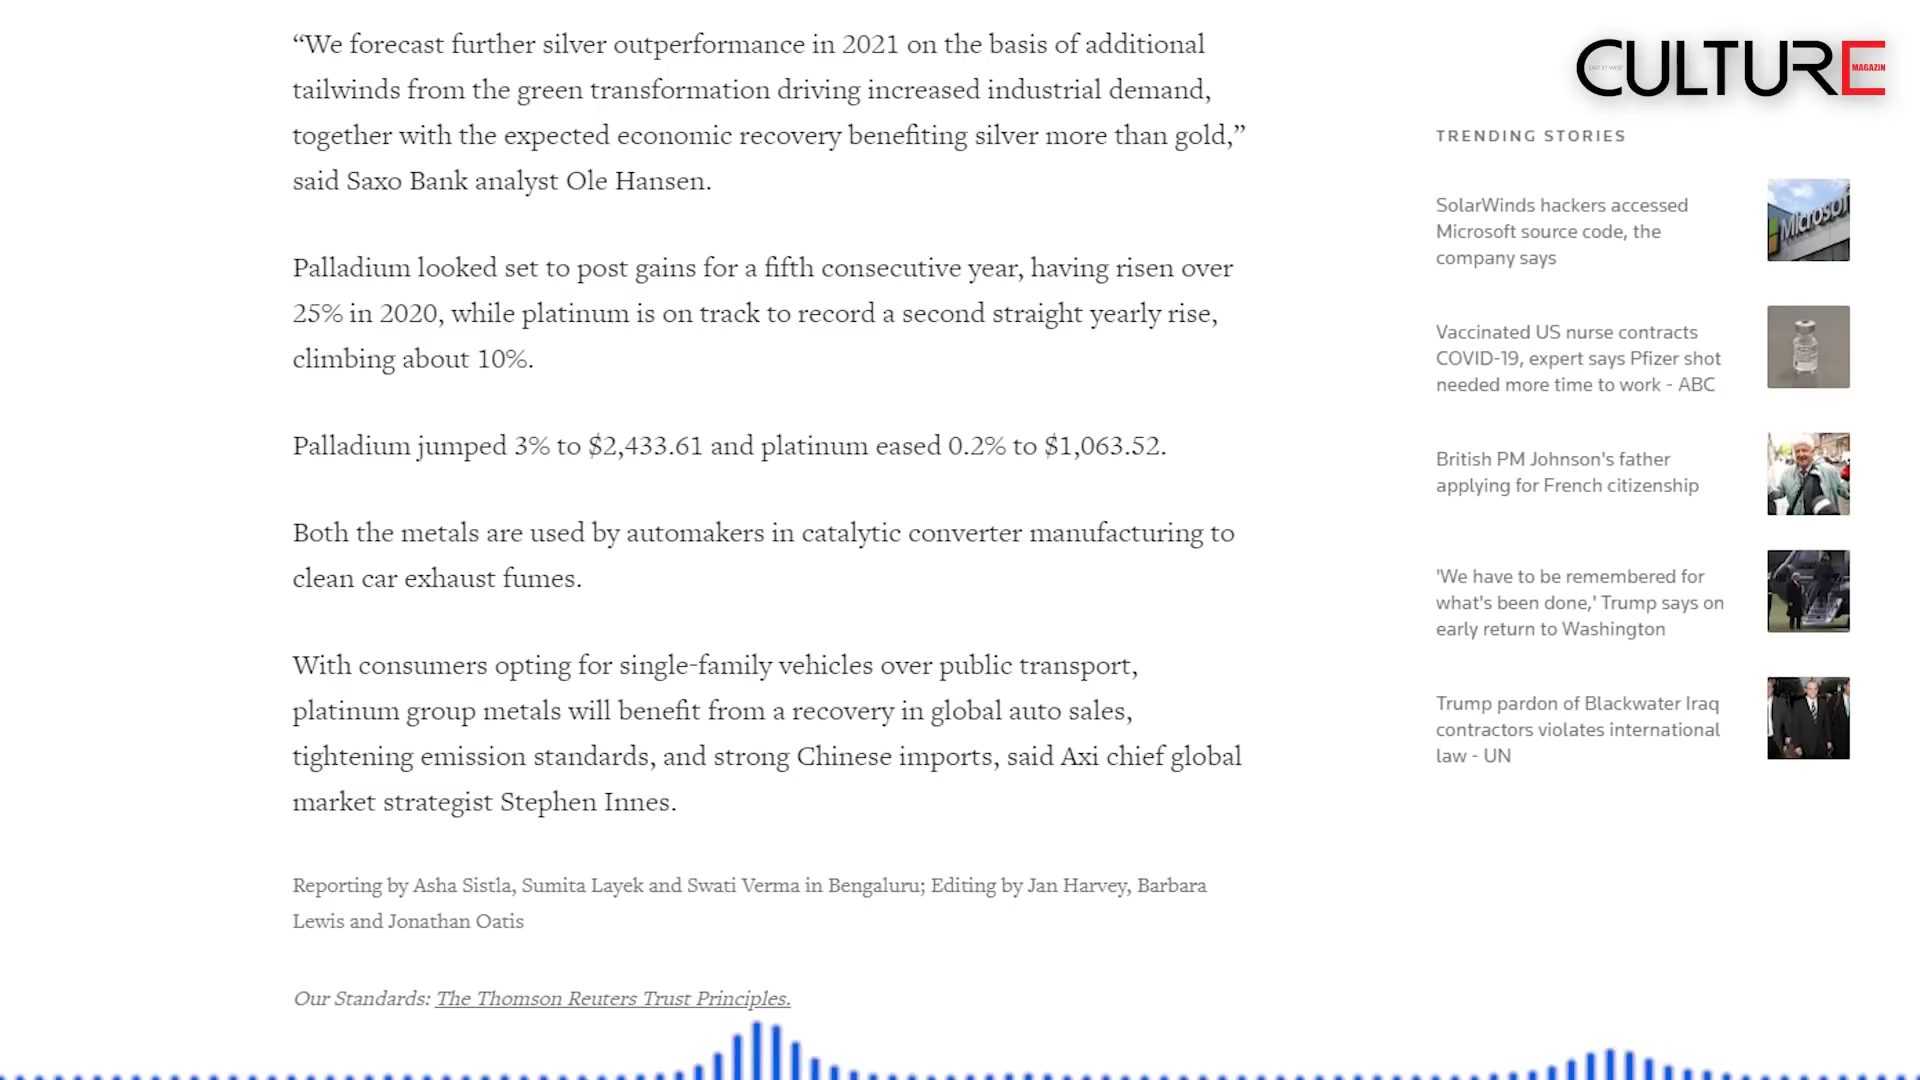 “We forecast further silver outperformance in 2021 on the basis of additional
tailwinds from the green transformation driving increased industrial demand,
together with the expected economic recovery benefiting silver more than gold,”
said Saxo Bank analyst Ole Hansen.
Palladium looked set to post gains for a fifth consecutive year, having risen over
25% in 2020, while platinum is on track to record a second straight yearly rise,
climbing about 10%.
Palladium jumped 3% to $2,433.61 and platinum eased 0.2% to $1,063.52.
Both the metals are used by automakers in catalytic converter manufacturing to
clean car exhaust fumes.
With consumers opting for single-family vehicles over public transport,
platinum group metals will benefit from a recovery in global auto sales,
tightening emission standards, and strong Chinese imports, said Axi chief global
market strategist Stephen Innes.
Reporting by Asha Sistla, Sumita Layek and Swati Verma in Bengaluru; Editing by Jan Harvey, Barbara
Lewis and Jonathan Oatis
Our Standards: The Thomson Reuters Trust Principles.
CULTURE
MAGAZIN
TRENDING STORIES
SolarWinds hackers accessed
Microsoft source code, the
company says
Microsoft
Vaccinated US nurse contracts
COVID-19, expert says Pfizer shot
needed more time to work - ABC
British PM Johnson's father
applying for French citizenship
'We have to be remembered for
what's been done,' Trump says on
early return to Washington
Trump pardon of Blackwater Iraq
contractors violates international
law - UN